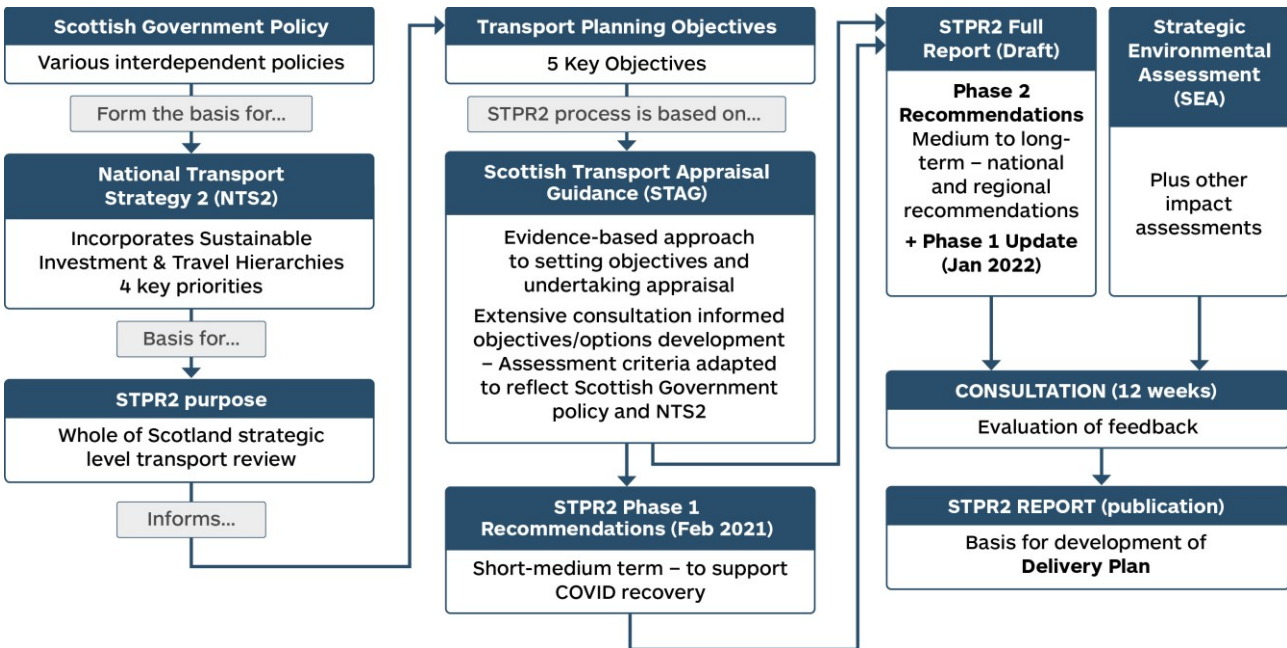 Scottish Government Policy
Various interdependent policies
Form the basis for...
National Transport
Strategy 2 (NTS2)
Incorporates Sustainable
Investment & Travel Hierarchies
4 key priorities
Basis for...
STPR2 purpose
Whole of Scotland strategic
level transport review
Informs...
Transport Planning Objectives
5 Key Objectives
STPR2 process is based on...
Scottish Transport Appraisal
Guidance (STAG)
Evidence-based approach
to setting objectives and
undertaking appraisal
Extensive consultation informed
objectives/options development
– Assessment criteria adapted
to reflect Scottish Government
policy and NTS2
STPR2 Phase 1
Recommendations (Feb 2021)
Short-medium term – to support
COVID recovery
STPR2 Full
Report (Draft)
Phase 2
Recommendations
Medium to long-
term – national
and regional
recommendations
+ Phase 1 Update
(Jan 2022)
Strategic
Environmental
Assessment
(SEA)
Plus other
impact
assessments
CONSULTATION (12 weeks)
Evaluation of feedback
STPR2 REPORT (publication)
Basis for development of
Delivery Plan